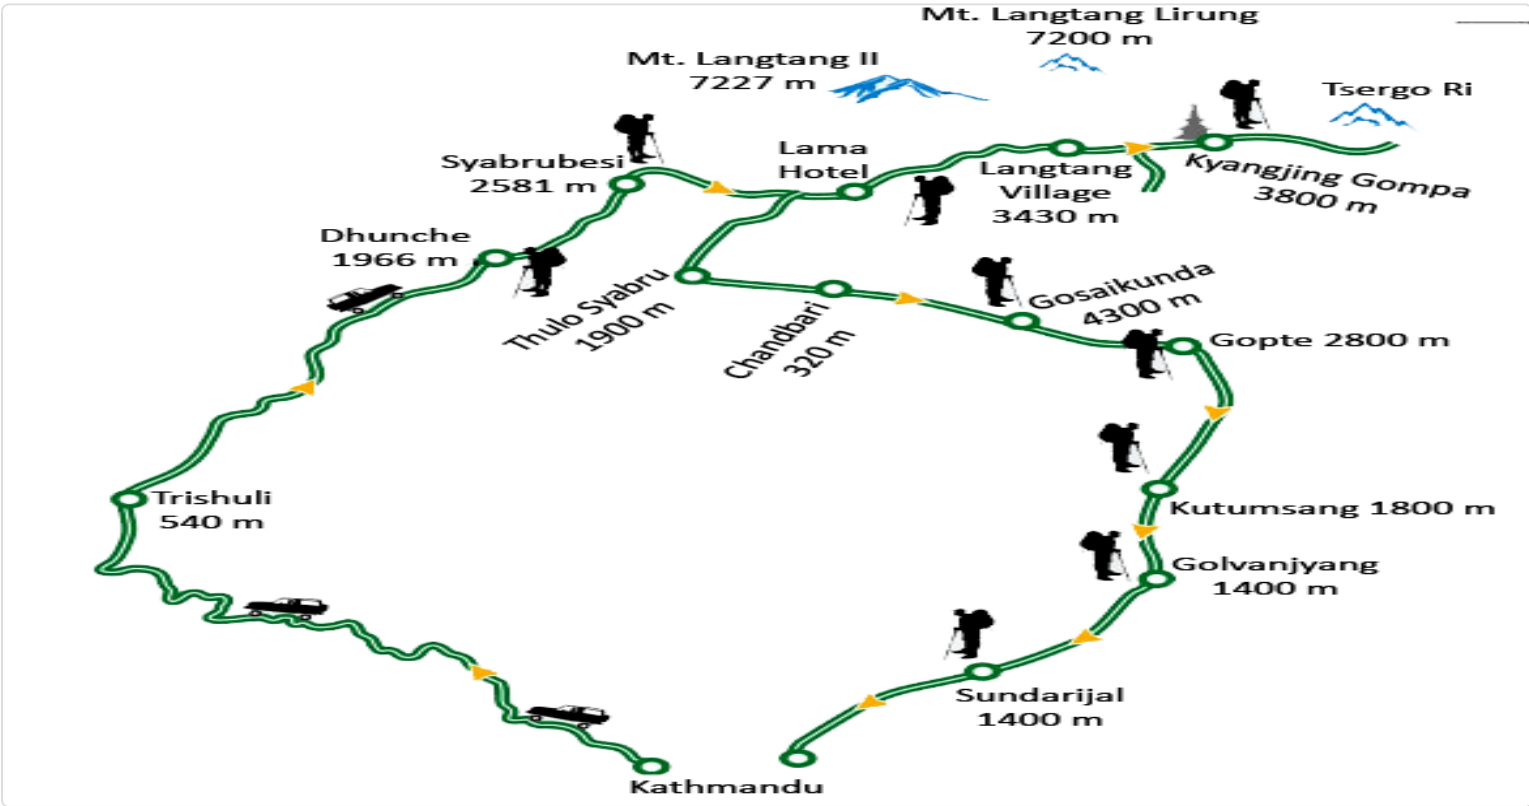 Mt. Langtang Lirung
7200 m
Mt. Langtang II
7227 m
Tsergo Ri
Syabrubesi
2581 m
Lama
Hotel
Langtang
Village
3430 m
Kyangjing Gompa
3800 m
Dhunche
1966 m
Thulo Syabru
1900 m
Chandbari
320 m
Gosaikunda
4300 m
Gopte 2800 m
Trishuli
540 m
Kutumsang 1800 m
Golvanjyang
1400 m
Sundarijal
1400 m
Kathmandu